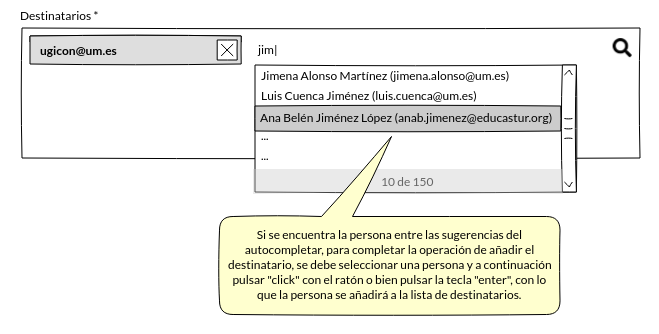 Destinatarios *
ugicon@um.es
jim|
Jimena Alonso Martínez (jimena.alonso@um.es)
Luis Cuenca Jiménez (luis.cuenca@um.es)
Ana Belén Jiménez López (anab.jimenez@educastur.org)
...
...
10 de 150
Si se encuentra la persona entre las sugerencias del
autocompletar, para completar la operación de añadir el
destinatario, se debe seleccionar una persona y a continuación
pulsar "click" con el ratón o bien pulsar la tecla "enter", con lo
que la persona se añadirá a la lista de destinatarios.